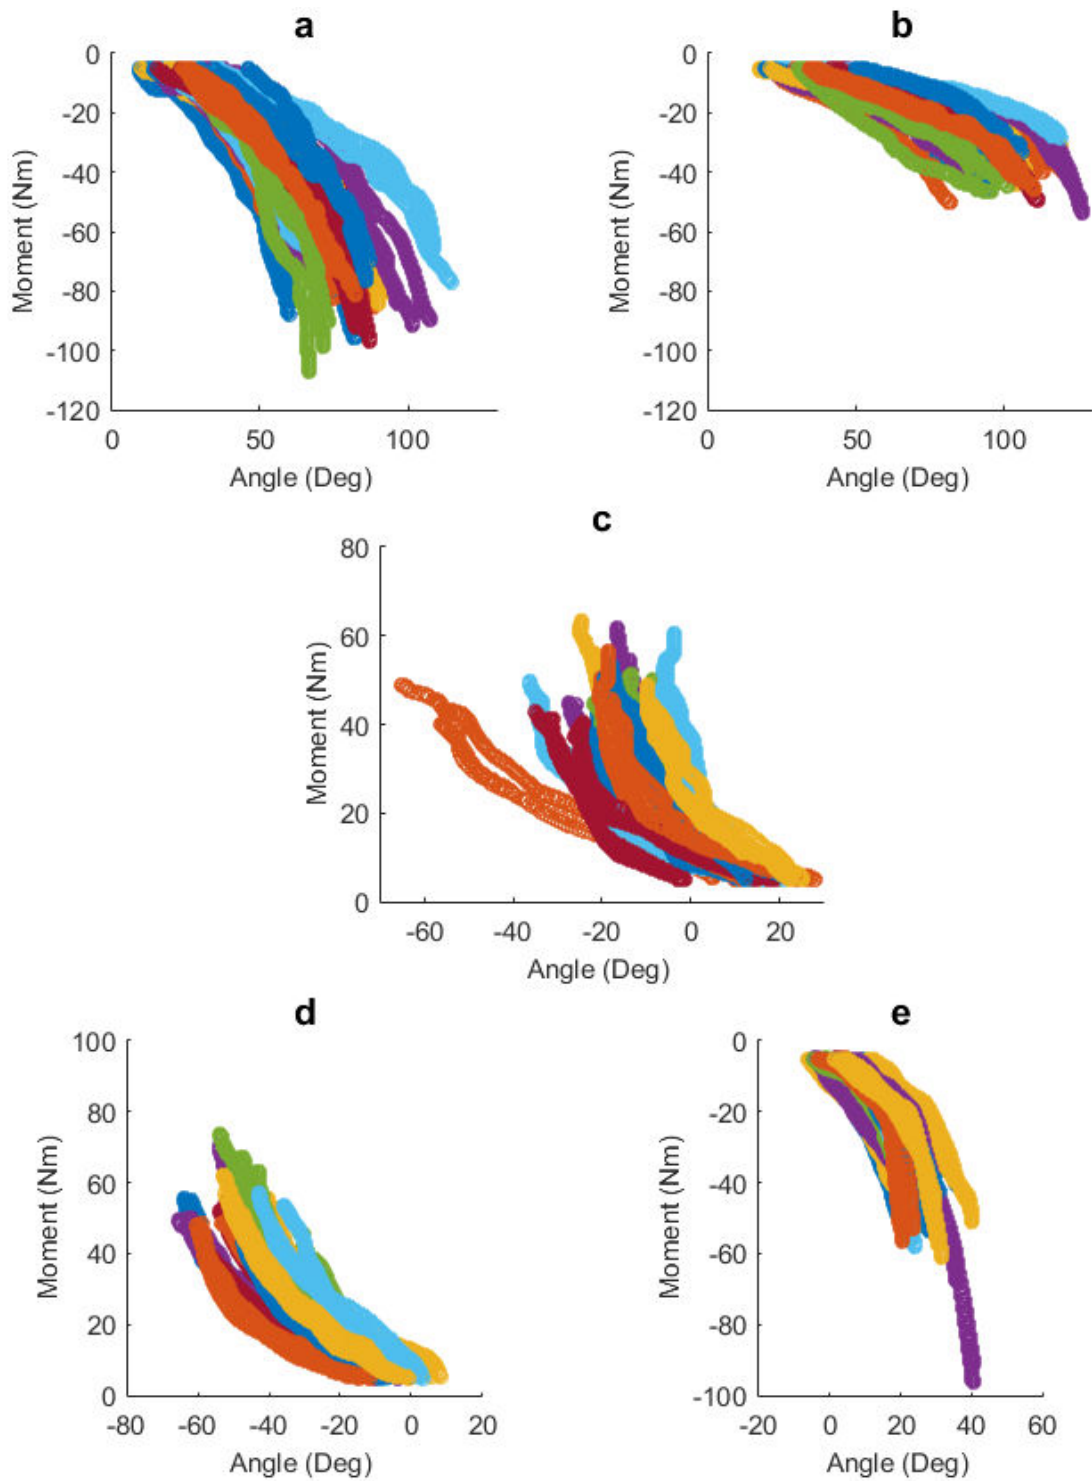 a
0
-20
-40
-60
-80
-100
-120
Moment (Nm)
0 50 100
Angle (Deg)
b
0
-20
-40
-60
-80
-100
-120
Moment (Nm)
0 50 100
Angle (Deg)
c
80
60
40
20
0
Moment (Nm)
-60 -40 -20 0 20
Angle (Deg)
d
100
80
60
40
20
0
Moment (Nm)
-80 -60 -40 -20 0 20
Angle (Deg)
e
0
-20
-40
-60
-80
-100
Moment (Nm)
-20 0 20 40 60
Angle (Deg)